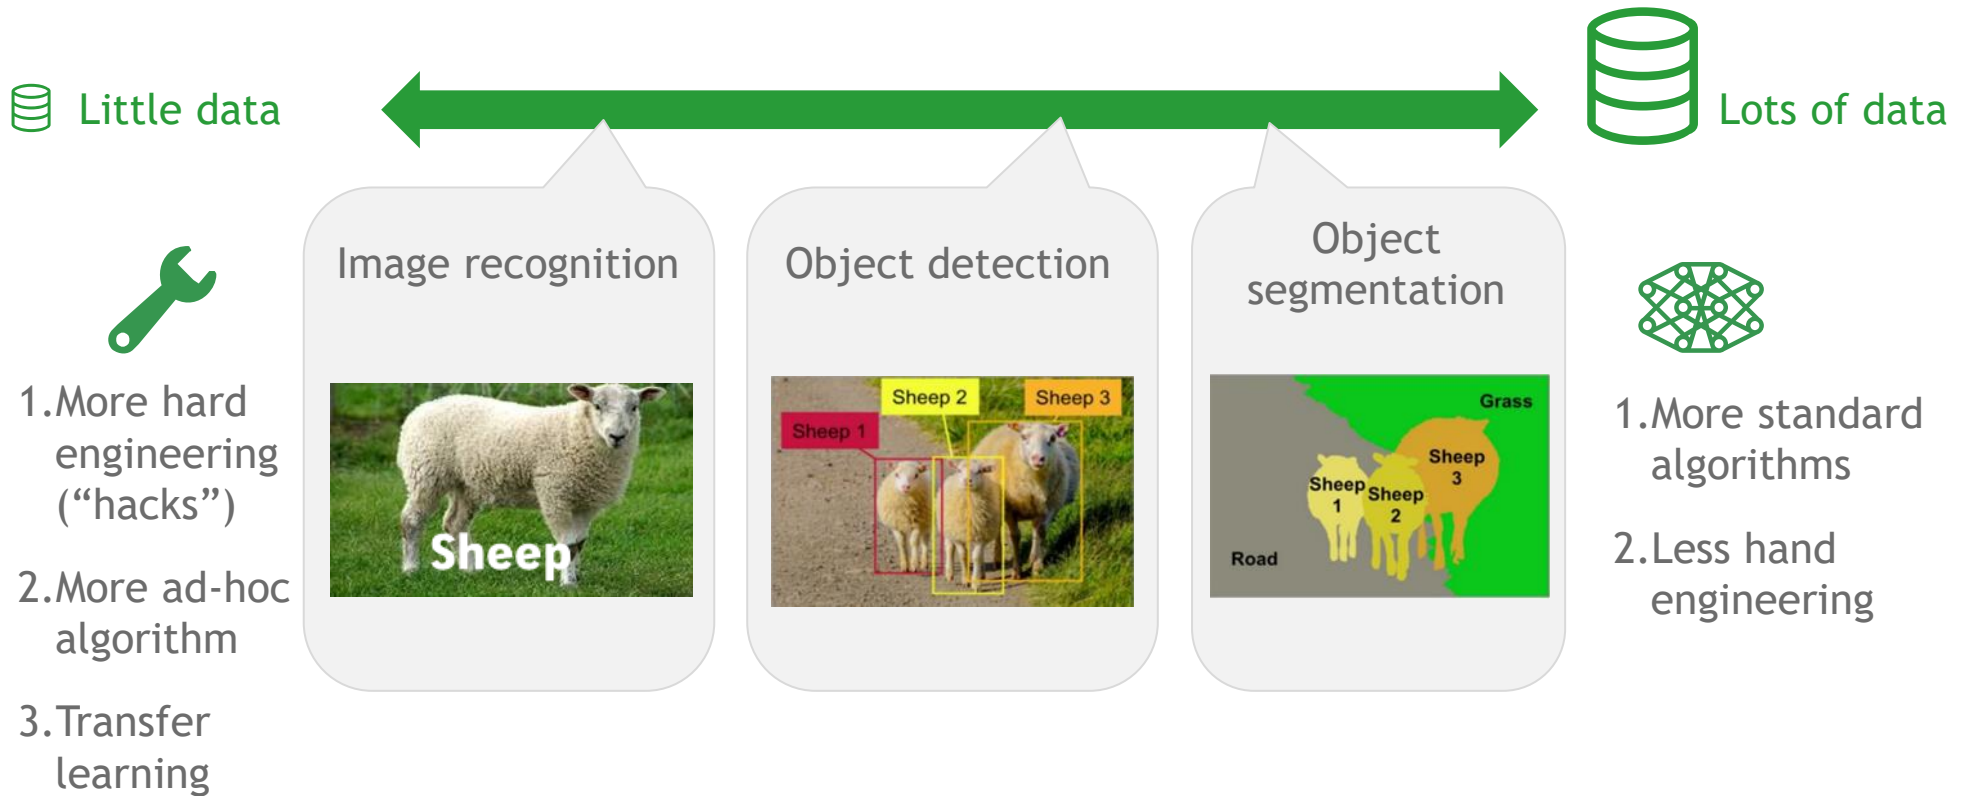 Little data
Lots of data
Image recognition
Object detection
Object
segmentation
1.More hard
engineering
(“hacks”)
2.More ad-hoc
algorithm
3.Transfer
learning
Sheep
Sheep 1
Sheep 2
Sheep 3
Grass
Sheep
1
Sheep
2
Sheep
3
Road
1.More standard
algorithms
2.Less hand
engineering